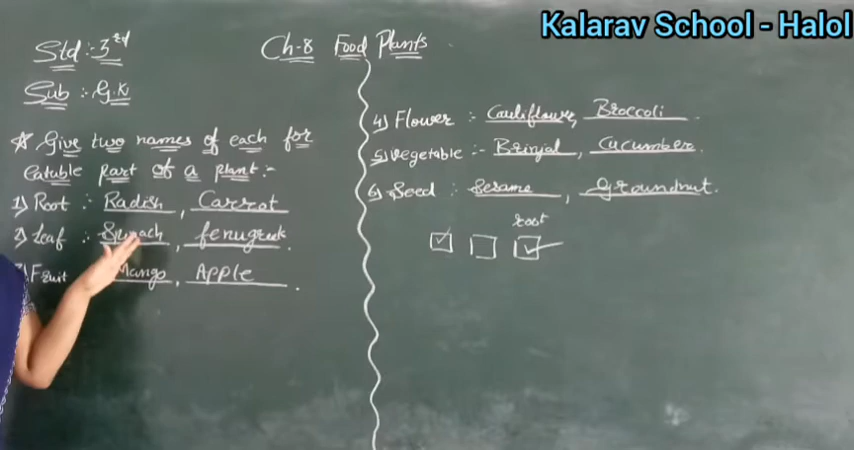 Kalarav School - Halol
Std :- 3rd
Ch-8 Food Plants
Sub :- G.K
* Give two names of each for
Eatuble part of a plant :-
1) Root :- Radish, Carrot
2) Leaf :- Spinach, fenugreek.
3) Fruit Mango, Apple.
4) Flower :- Cauliflower, Broccoli
5) Vegetable :- Brinjal, Cucumber
6) Seed :- Sesame, Groundnut.
root